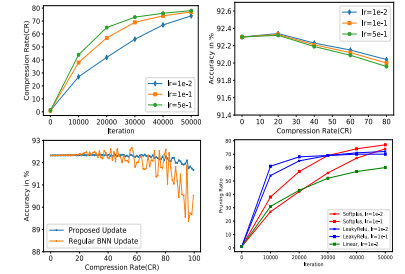 80
70
60
50
40
30
20
10
0
Compression Rate(CR)
lr=1e-2
lr=1e-1
lr=5e-1
0 10000 20000 30000 40000 50000
Iteration
92.6
92.4
92.2
92.0
91.8
91.6
91.4
Accuracy in %
lr=1e-2
lr=1e-1
lr=5e-1
0 20 40 60 80
Compression Rate(CR)
93
92
91
90
89
88
Accuracy in %
Proposed Update
Regular BNN Update
0 20 40 60 80 100
Compression Rate(CR)
80
70
60
50
40
30
20
10
0
Pruning Ratio
Softplus, lr=1e-2
Softplus, lr=1e-1
LeakyRelu, lr=1e-2
LeakyRelu, lr=1e-1
Linear, lr=1e-2
0 10000 20000 30000 40000 50000
Iteration